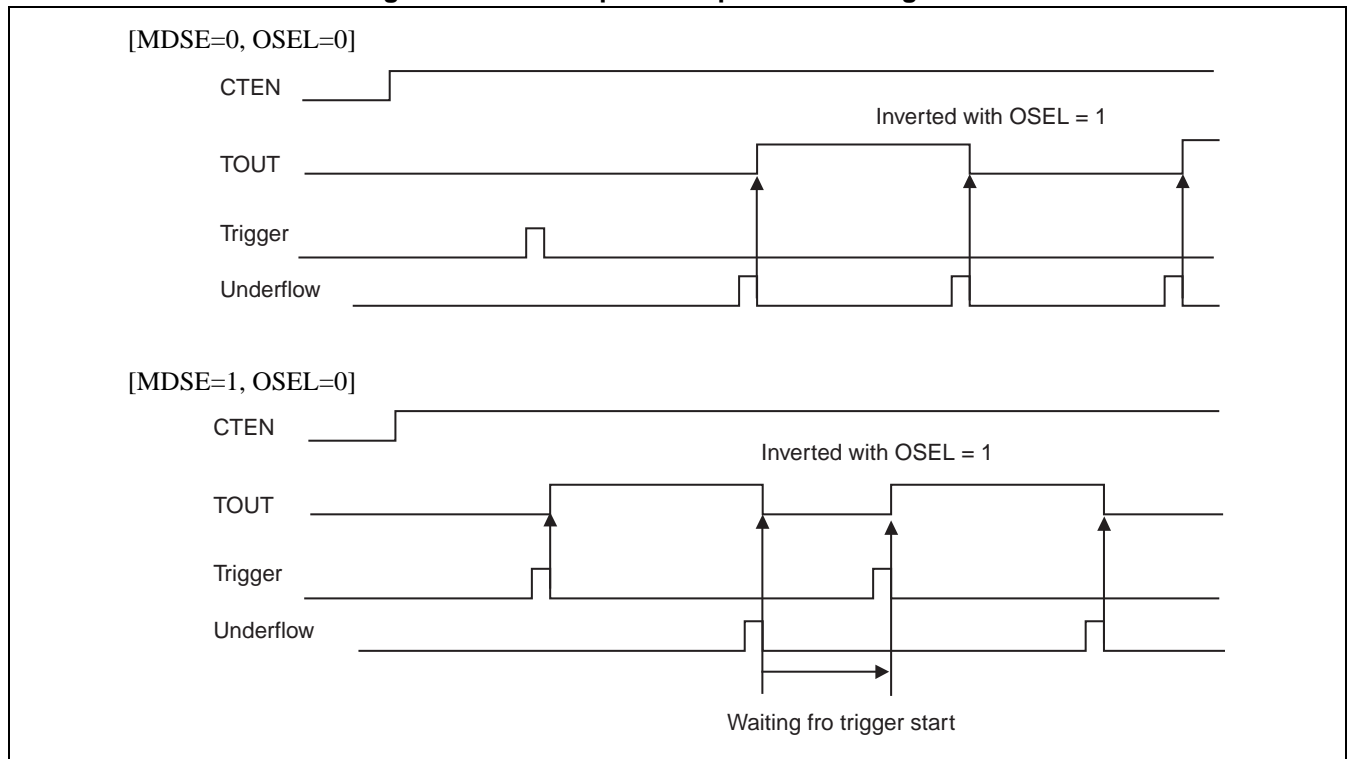 [MDSE=0, OSEL=0]
CTEN
Inverted with OSEL = 1
TOUT
Trigger
Underflow
[MDSE=1, OSEL=0]
CTEN
Inverted with OSEL = 1
TOUT
Trigger
Underflow
Waiting fro trigger start